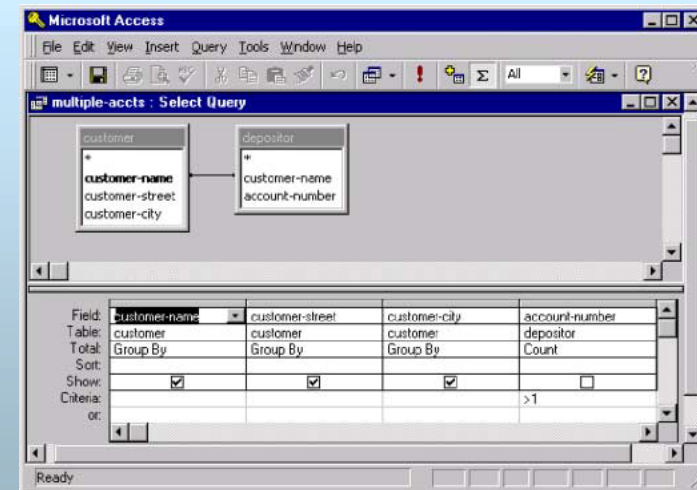 Microsoft Access
File Edit View Insert Query Tools Window Help
Σ All
multiple-accts : Select Query
customer depositor
* *
customer-name customer-name
customer-street account-number
customer-city
Field: customer-name customer-street customer-city account-number
Table: customer customer customer depositor
Total: Group By Group By Group By Count
Sort:
Show:
Criteria: >1
or:
Ready